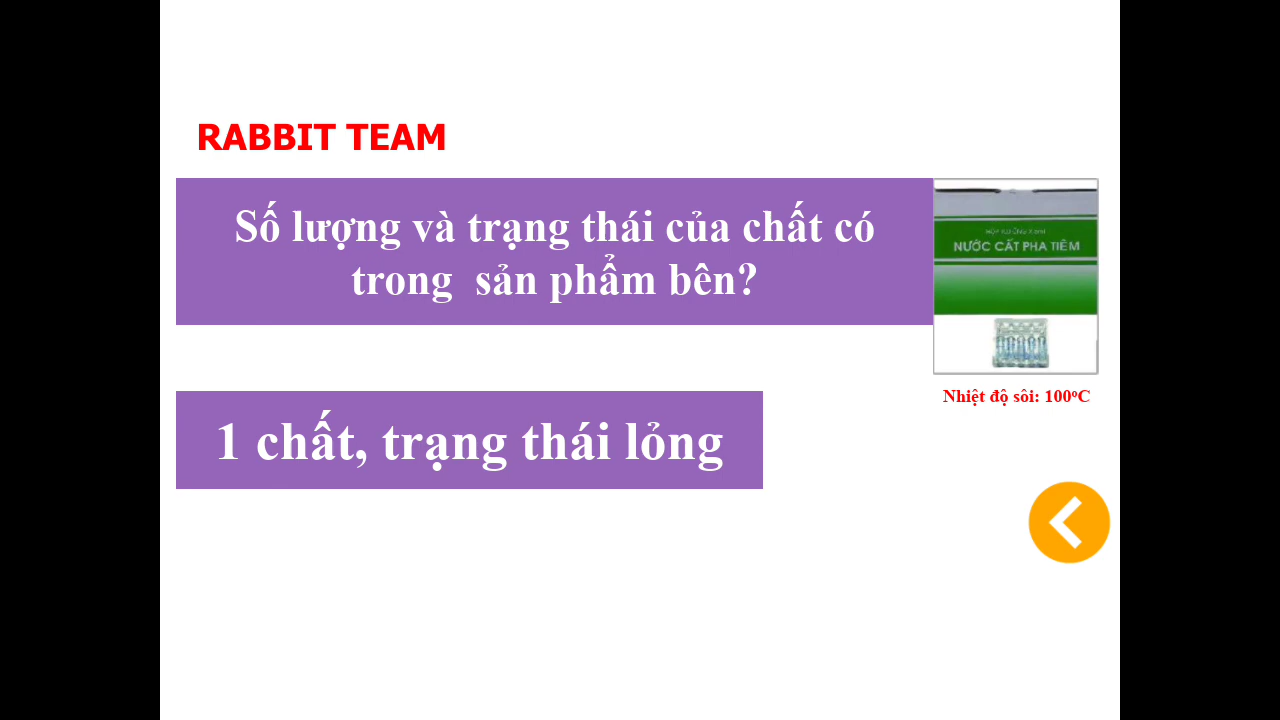 RABBIT TEAM
Số lượng và trạng thái của chất có
trong sản phẩm bên?
NƯỚC CẤT PHA TIÊM
Nhiệt độ sôi: 100ºC
1 chất, trạng thái lỏng